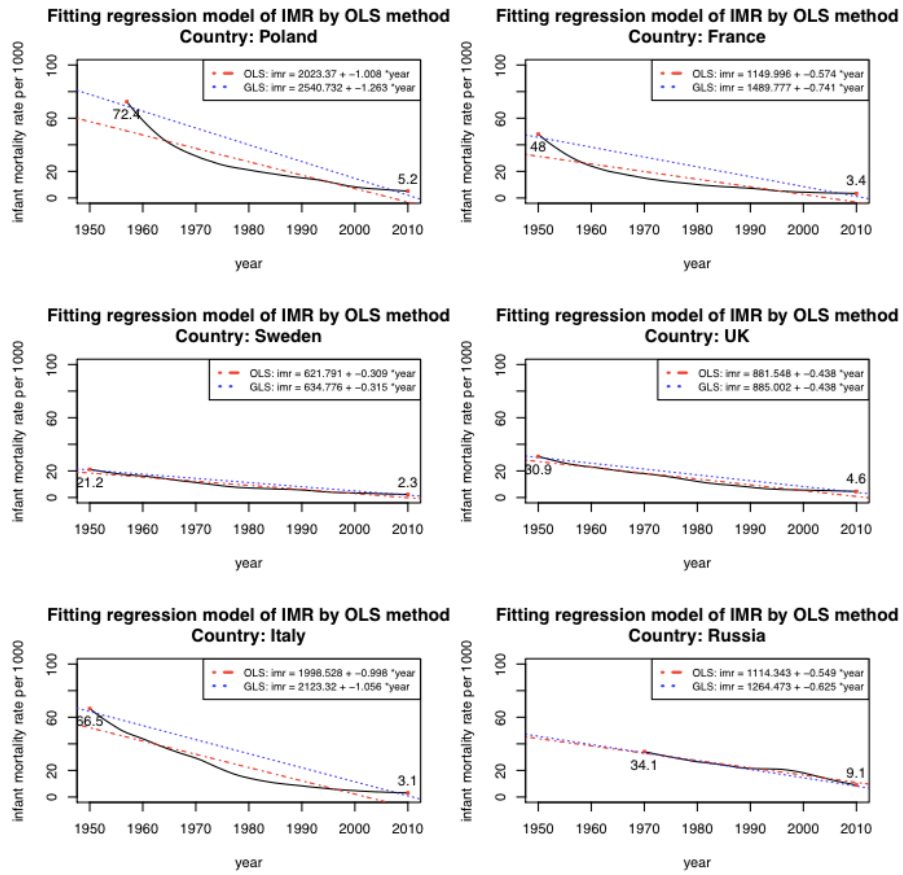 Fitting regression model of IMR by OLS method
Country: Poland
infant mortality rate per 1000
100
60
20
0
OLS: imr = 2023.37 + −1.008 *year
GLS: imr = 2540.732 + −1.263 *year
72.4
5.2
1950 1960 1970 1980 1990 2000 2010
year
Fitting regression model of IMR by OLS method
Country: France
infant mortality rate per 1000
100
60
20
0
OLS: imr = 1149.996 + −0.574 *year
GLS: imr = 1489.777 + −0.741 *year
48
3.4
1950 1960 1970 1980 1990 2000 2010
year
Fitting regression model of IMR by OLS method
Country: Sweden
infant mortality rate per 1000
100
60
20
0
OLS: imr = 621.791 + −0.309 *year
GLS: imr = 634.776 + −0.315 *year
21.2
2.3
1950 1960 1970 1980 1990 2000 2010
year
Fitting regression model of IMR by OLS method
Country: UK
infant mortality rate per 1000
100
60
20
0
OLS: imr = 881.548 + −0.438 *year
GLS: imr = 885.002 + −0.438 *year
30.9
4.6
1950 1960 1970 1980 1990 2000 2010
year
Fitting regression model of IMR by OLS method
Country: Italy
infant mortality rate per 1000
100
60
20
0
OLS: imr = 1998.528 + −0.998 *year
GLS: imr = 2123.32 + −1.056 *year
66.5
3.1
1950 1960 1970 1980 1990 2000 2010
year
Fitting regression model of IMR by OLS method
Country: Russia
infant mortality rate per 1000
100
60
20
0
OLS: imr = 1114.343 + −0.549 *year
GLS: imr = 1264.473 + −0.625 *year
34.1
9.1
1950 1960 1970 1980 1990 2000 2010
year